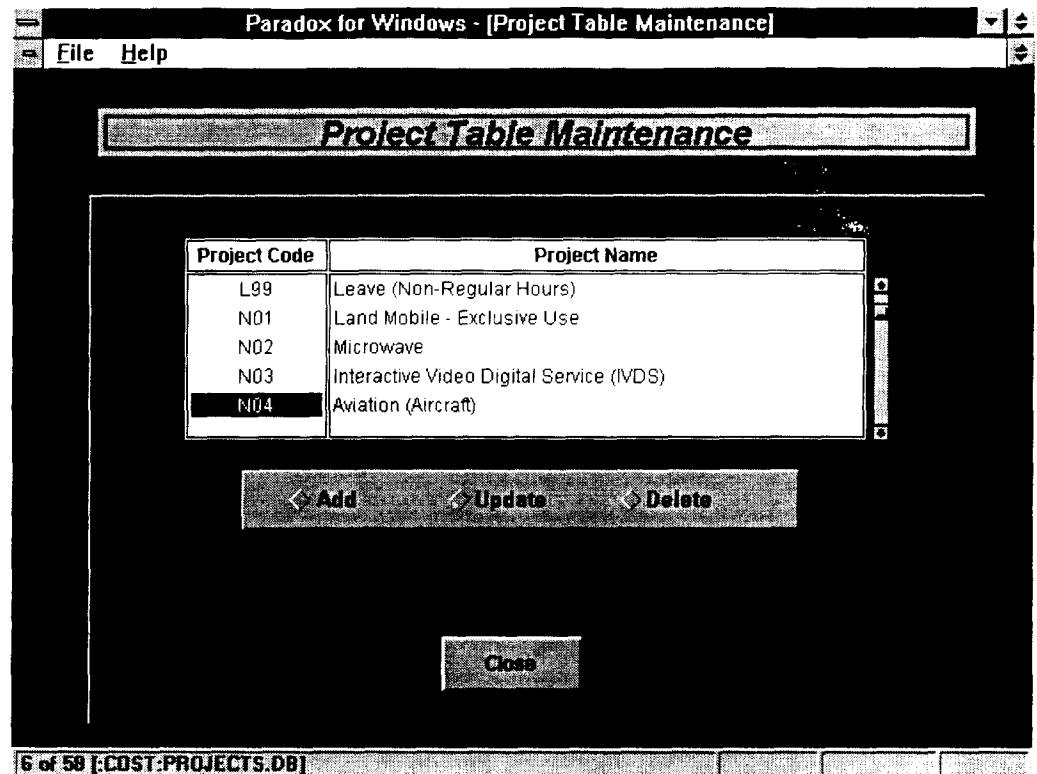 Paradox for Windows - [Project Table Maintenance]
File Help
Project Table Maintenance
Project Code Project Name
L99 Leave (Non-Regular Hours)
N01 Land Mobile - Exclusive Use
N02 Microwave
N03 Interactive Video Digital Service (IVDS)
N04 Aviation (Aircraft)
Add Update Delete
Close
6 of 58 [:COST:PROJECTS.DB]